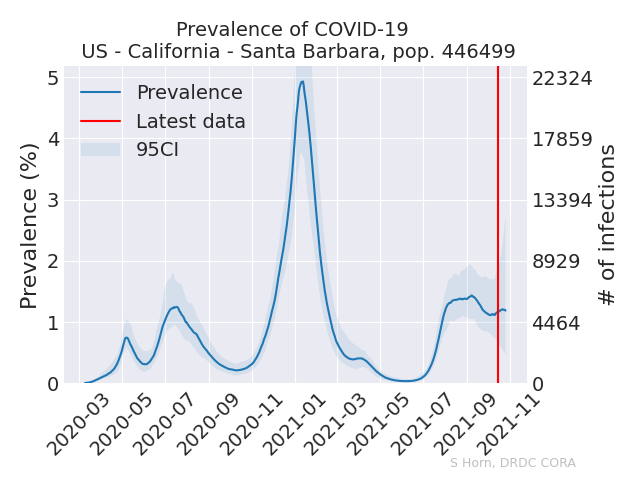 Prevalence of COVID-19
US - California - Santa Barbara, pop. 446499
Prevalence
Latest data
95CI
Prevalence (%)
5
4
3
2
1
0
22324
17859
13394
8929
4464
0
# of infections
2020-03
2020-05
2020-07
2020-09
2020-11
2021-01
2021-03
2021-05
2021-07
2021-09
2021-11
S Horn, DRDC CORA